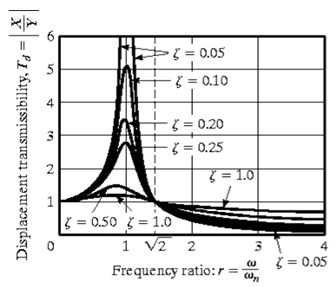 Displacement transmissibility, T_d = |X/Y|
6
ζ = 0.05
5
ζ = 0.10
4
ζ = 0.20
3
ζ = 0.25
2
ζ = 1.0
1
ζ = 0.50
ζ = 1.0
0
0
1
√2
2
3
4
ζ = 0.05
Frequency ratio: r = ω/ω_n